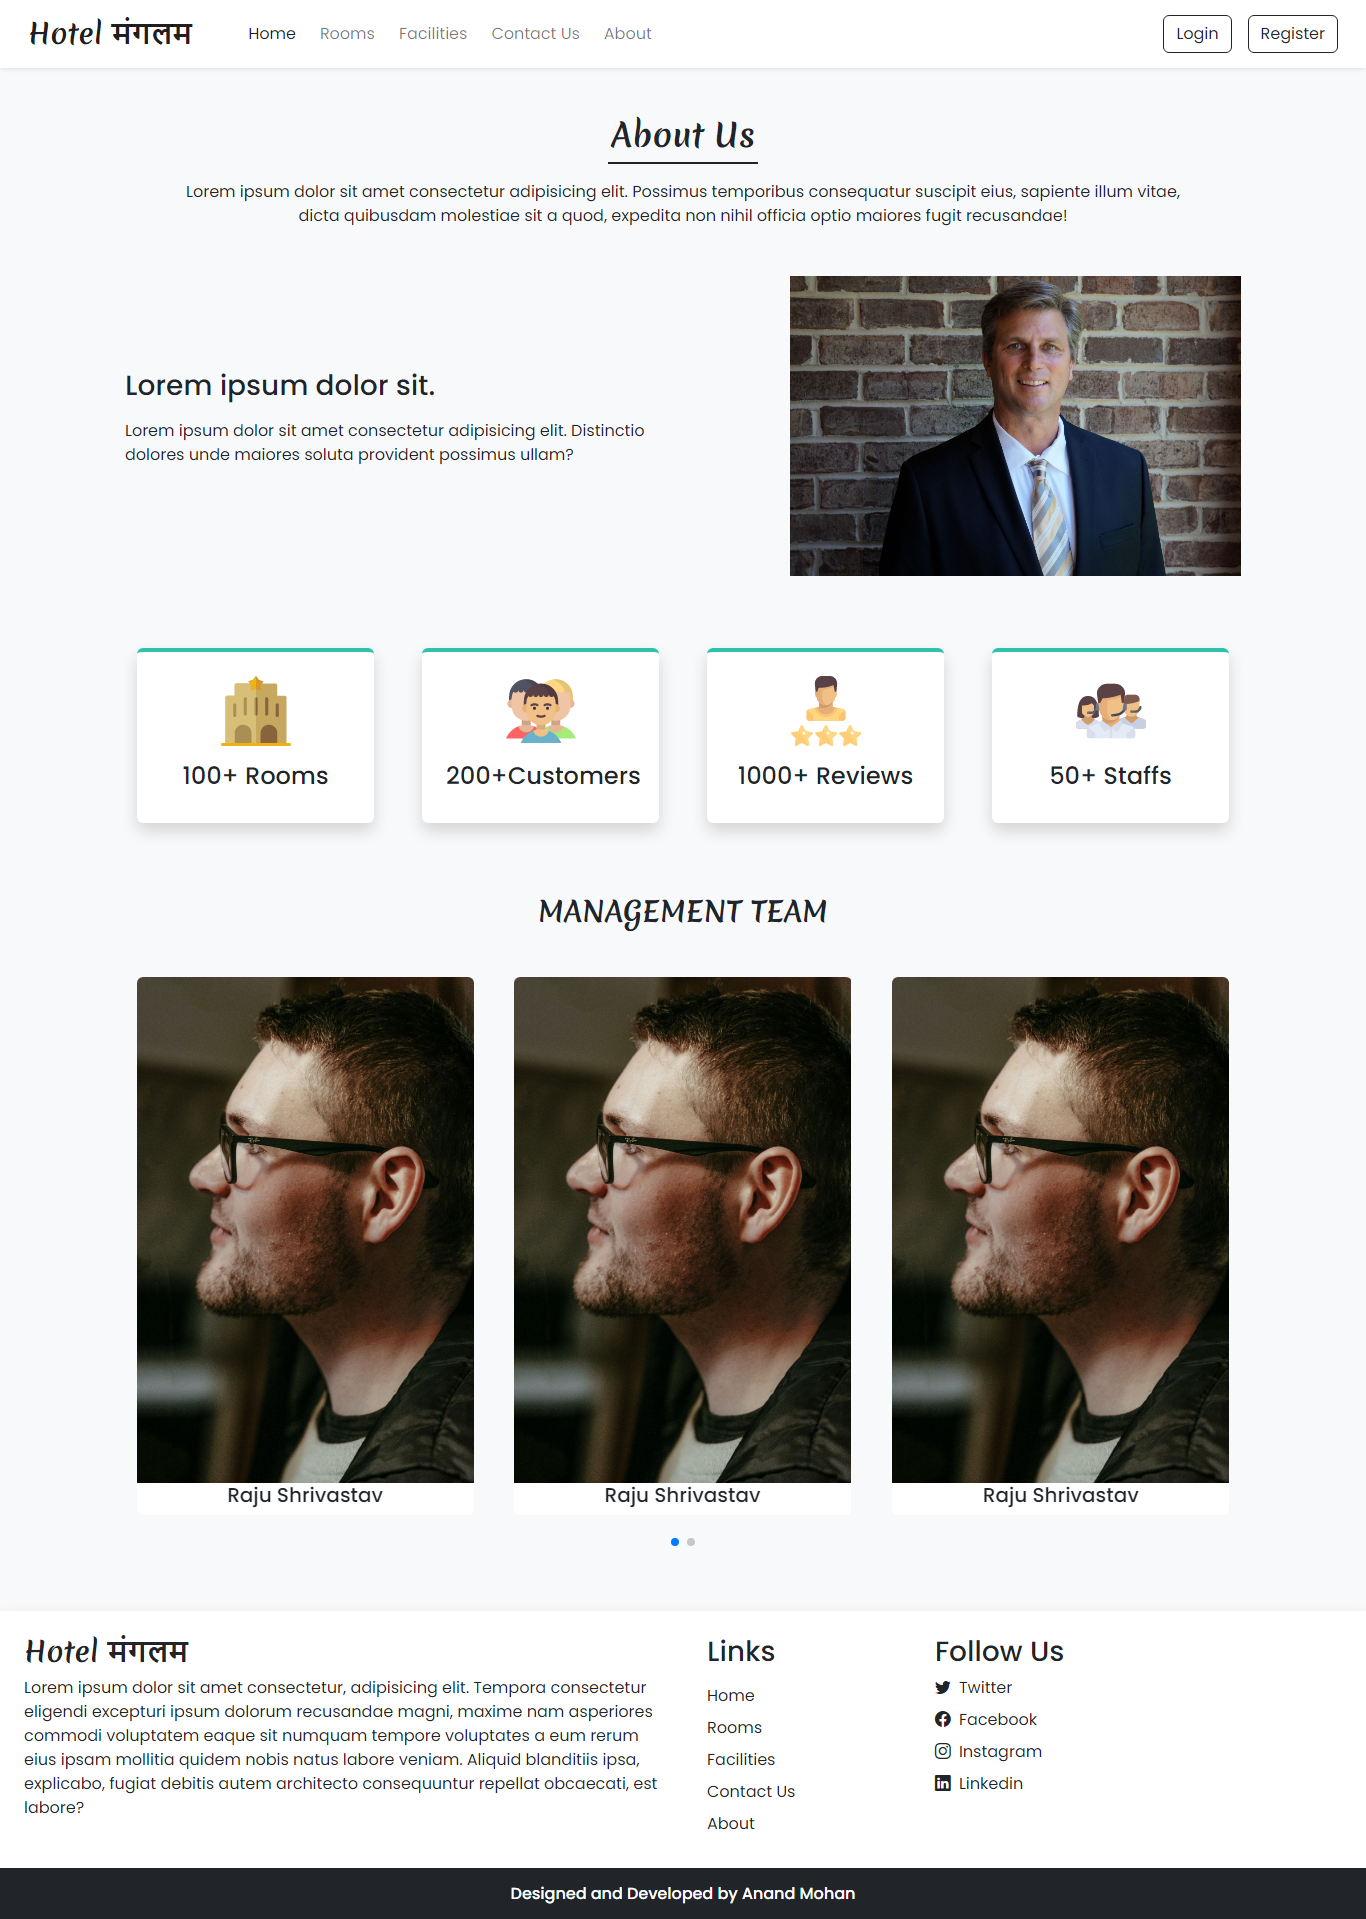 Hotel मंगलम
Home Rooms Facilities Contact Us About
Login Register
About Us
Lorem ipsum dolor sit amet consectetur adipisicing elit. Possimus temporibus consequatur suscipit eius, sapiente illum vitae,
dicta quibusdam molestiae sit a quod, expedita non nihil officia optio maiores fugit recusandae!
Lorem ipsum dolor sit.
Lorem ipsum dolor sit amet consectetur adipisicing elit. Distinctio
dolores unde maiores soluta provident possimus ullam?
100+ Rooms
200+Customers
1000+ Reviews
50+ Staffs
MANAGEMENT TEAM
Raju Shrivastav
Raju Shrivastav
Raju Shrivastav
Hotel मंगलम
Lorem ipsum dolor sit amet consectetur, adipisicing elit. Tempora consectetur
eligendi excepturi ipsum dolorum recusandae magni, maxime nam asperiores
commodi voluptatem eaque sit numquam tempore voluptates a eum rerum
eius ipsam mollitia quidem nobis natus labore veniam. Aliquid blanditiis ipsa,
explicabo, fugiat debitis autem architecto consequuntur repellat obcaecati, est
labore?
Links
Home
Rooms
Facilities
Contact Us
About
Follow Us
Twitter
Facebook
Instagram
Linkedin
Designed and Developed by Anand Mohan